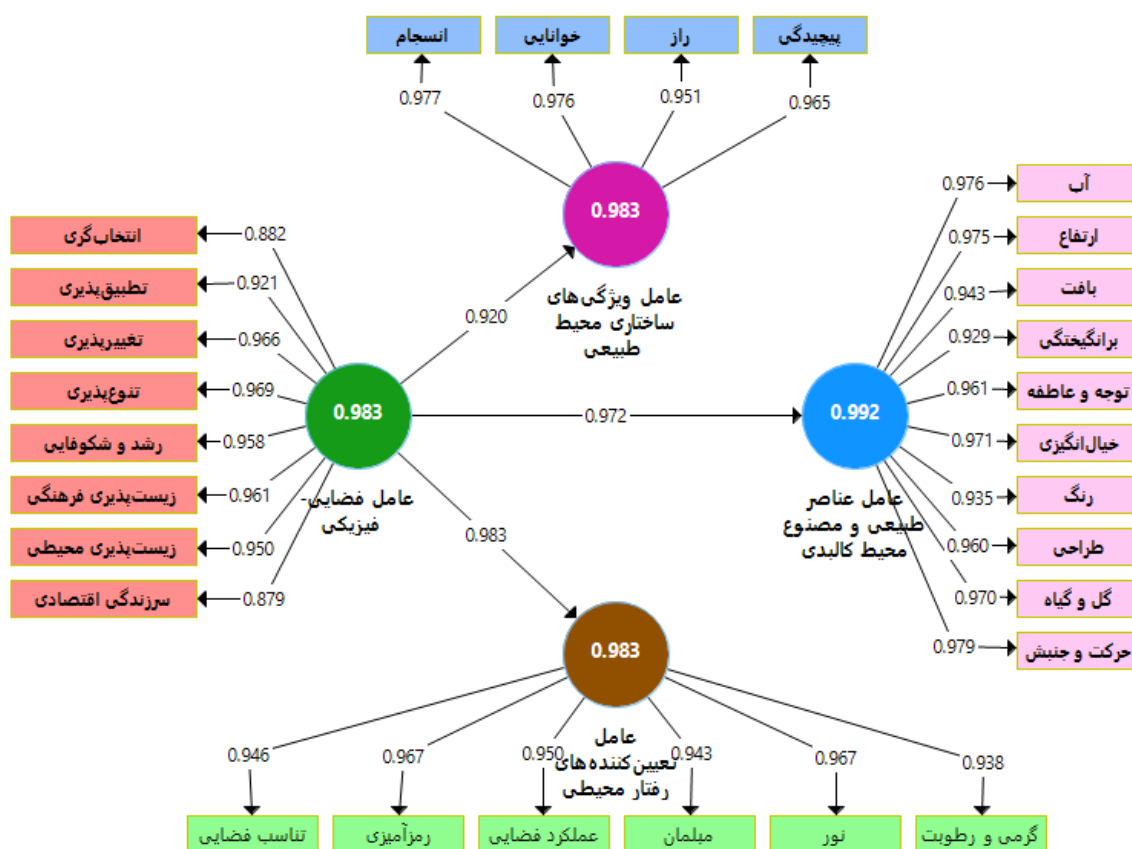 انسجام
خوانایی
راز
پیچیدگی
0.977
0.976
0.951
0.965
0.983
عامل ویژگی‌های
ساختاری محیط
طبیعی
انتخاب‌گری
تطبیق‌پذیری
تغییرپذیری
تنوع‌پذیری
رشد و شکوفایی
زیست‌پذیری فرهنگی
زیست‌پذیری محیطی
سرزندگی اقتصادی
0.882
0.921
0.966
0.969
0.958
0.961
0.950
0.879
0.983
عامل فضایی-
فیزیکی
0.920
0.972
0.983
0.992
عامل عناصر
طبیعی و مصنوع
محیط کالبدی
0.976
0.975
0.943
0.929
0.961
0.971
0.935
0.960
0.970
0.979
آب
ارتفاع
بافت
برانگیختگی
توجه و عاطفه
خیال‌انگیزی
رنگ
طراحی
گل و گیاه
حرکت و جنبش
0.983
عامل
تعیین‌کننده‌های
رفتار محیطی
0.946
0.967
0.950
0.943
0.967
0.938
تناسب فضایی
رمزآمیزی
عملکرد فضایی
مبلمان
نور
گرمی و رطوبت